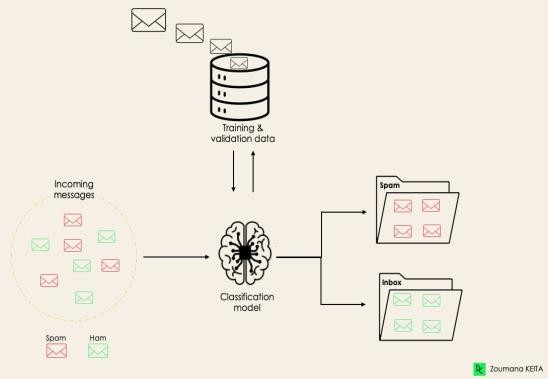 Training &
validation data
Incoming
messages
Spam
Classification
model
Inbox
Spam Ham
Zoumana KEITA